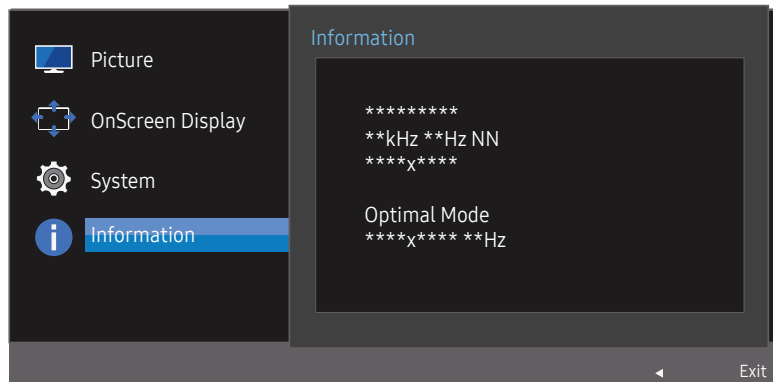 Picture
OnScreen Display
System
Information
Information
*********
**kHz **Hz NN
****x****
Optimal Mode
****x**** **Hz
Exit